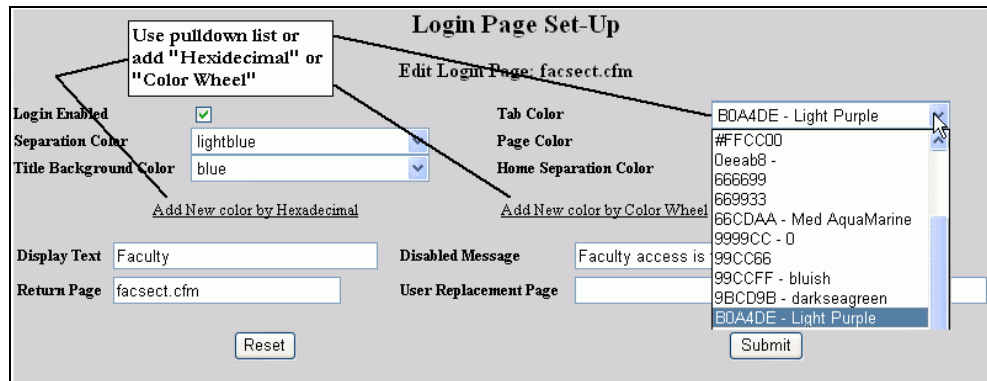 Login Page Set-Up
Use pulldown list or
add "Hexidecimal" or
"Color Wheel"
Edit Login Page: facsect.cfm
Login Enabled
Tab Color
B0A4DE - Light Purple
Separation Color
lightblue
Page Color
Title Background Color
blue
Home Separation Color
#FFCC00
0eeab8 -
666699
669933
66CDAA - Med AquaMarine
9999CC - 0
99CC66
99CCFF - bluish
9BCD9B - darkseagreen
B0A4DE - Light Purple
Add New color by Hexadecimal
Add New color by Color Wheel
Display Text
Faculty
Disabled Message
Faculty access is
Return Page
facsect.cfm
User Replacement Page
Reset
Submit